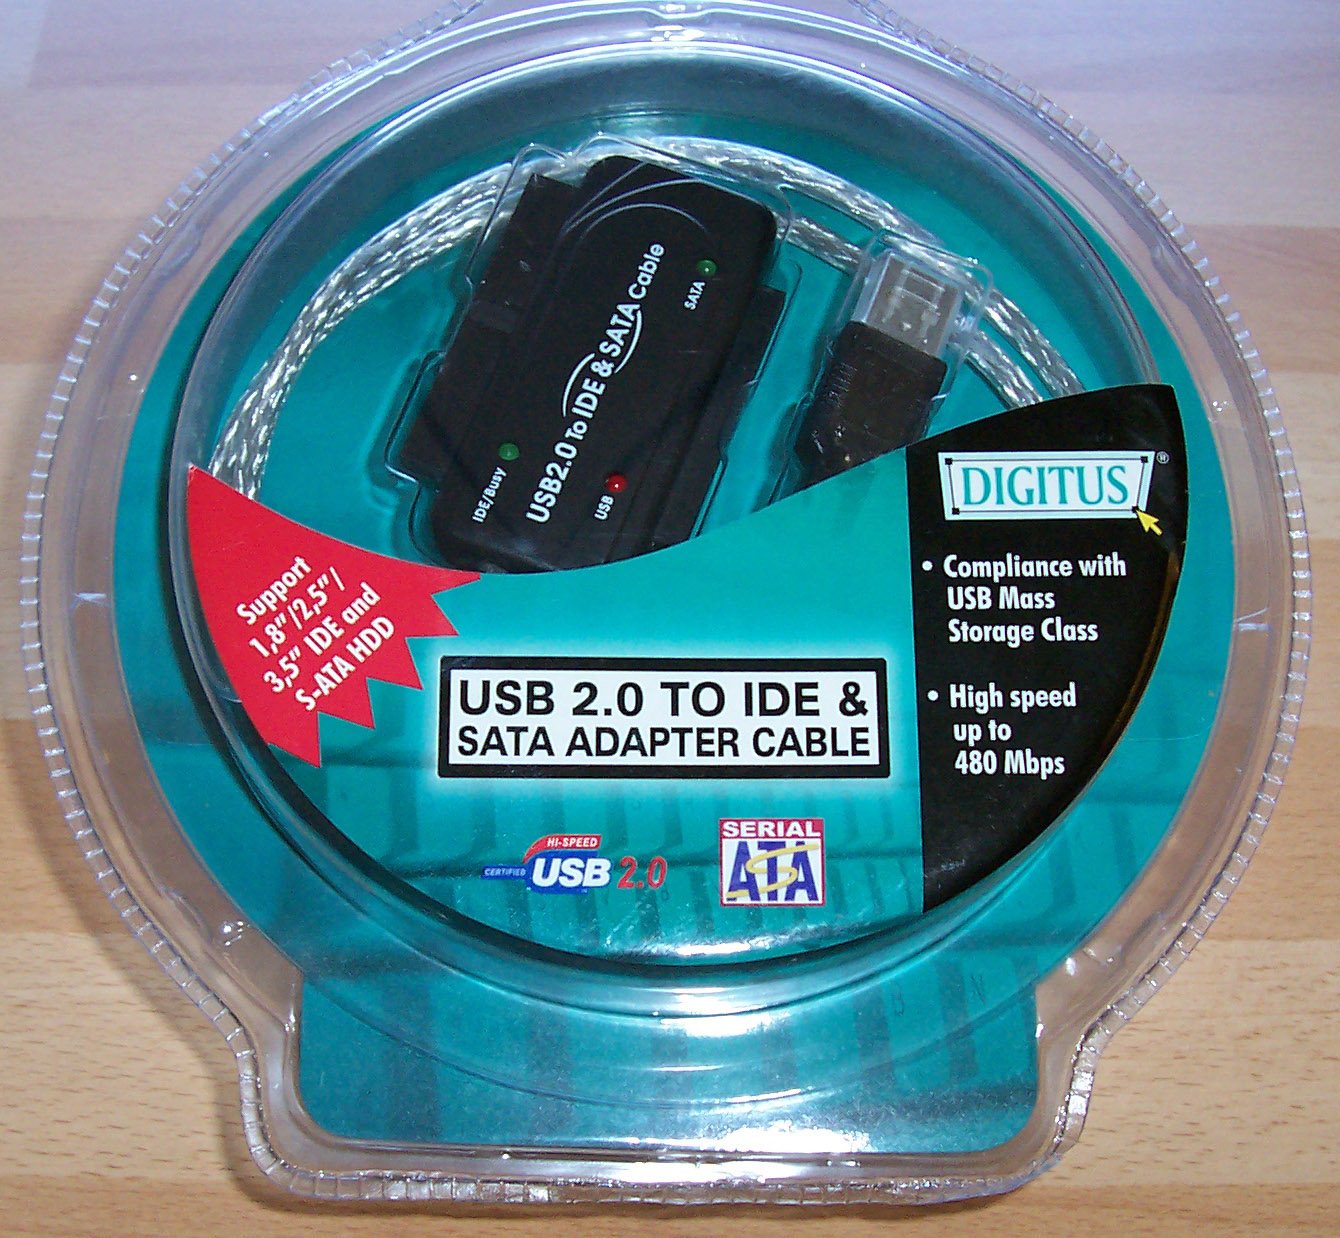 USB2.0 To IDE & SATA Cable
SATA
IDE/Busy
USB
DIGITUS®
• Compliance with
USB Mass
Storage Class
• High speed
up to
480 Mbps
Support
1,8"/2,5"/
3,5" IDE and
S-ATA HDD
USB 2.0 TO IDE &
SATA ADAPTER CABLE
HI-SPEED
CERTIFIED USB 2.0
SERIAL
ATA